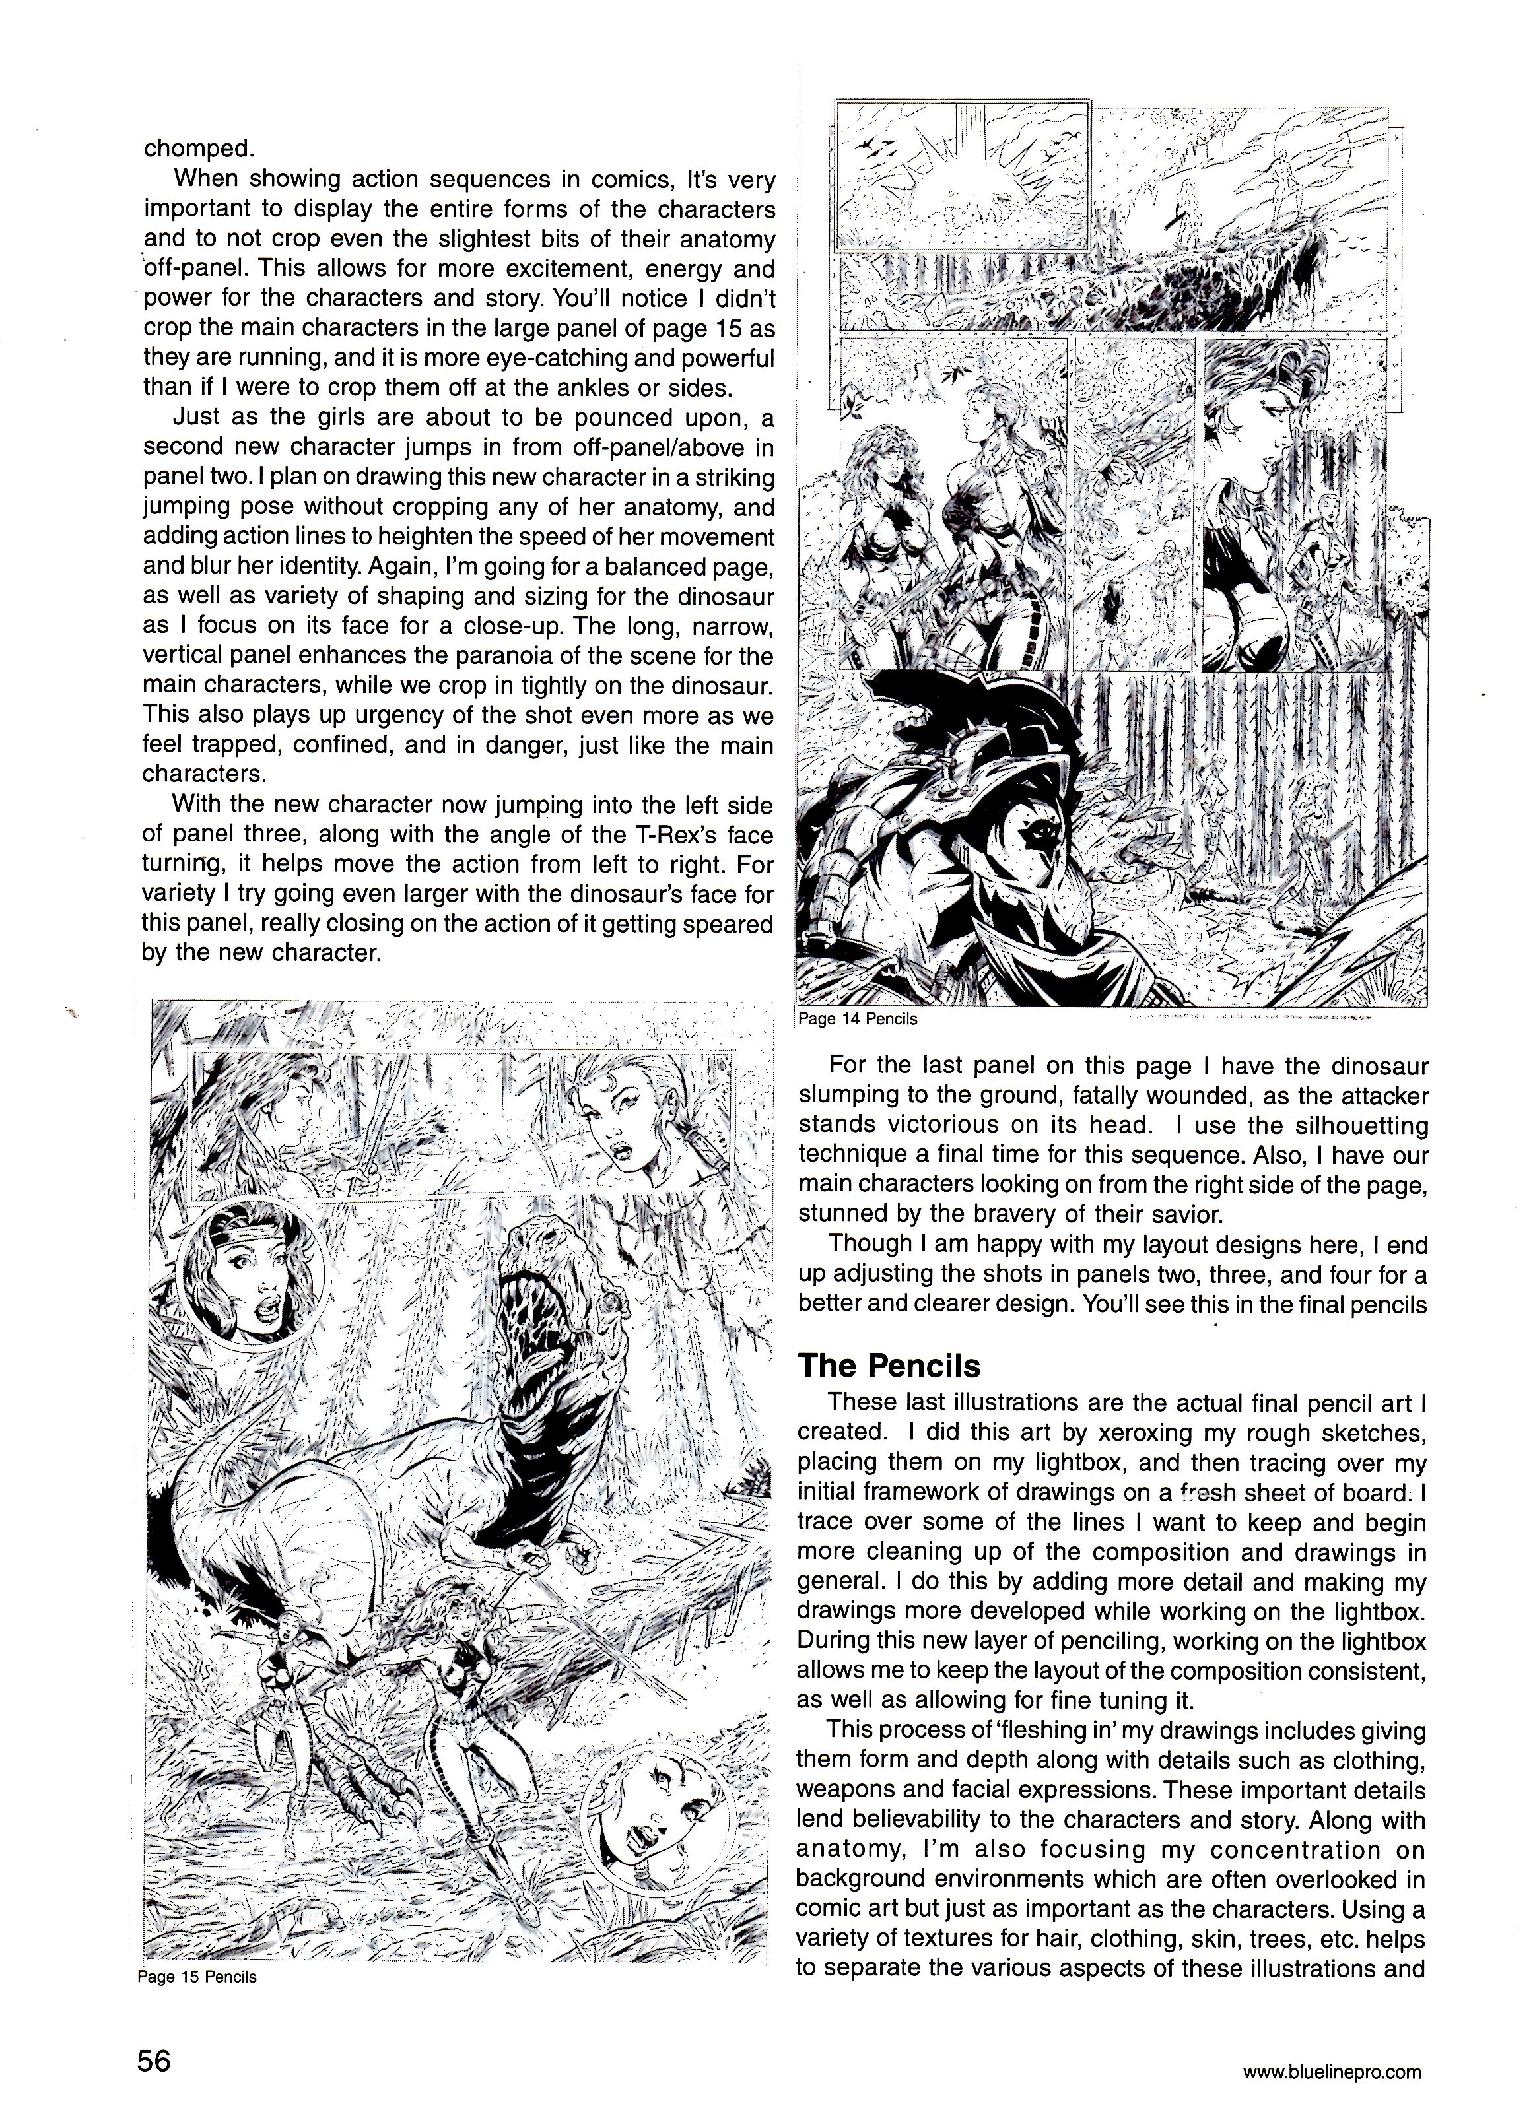 chomped.
When showing action sequences in comics, It's very
important to display the entire forms of the characters
and to not crop even the slightest bits of their anatomy
off-panel. This allows for more excitement, energy and
power for the characters and story. You'll notice I didn't
crop the main characters in the large panel of page 15 as
they are running, and it is more eye-catching and powerful
than if I were to crop them off at the ankles or sides.
Just as the girls are about to be pounced upon, a
second new character jumps in from off-panel/above in
panel two. I plan on drawing this new character in a striking
jumping pose without cropping any of her anatomy, and
adding action lines to heighten the speed of her movement
and blur her identity. Again, I'm going for a balanced page,
as well as variety of shaping and sizing for the dinosaur
as I focus on its face for a close-up. The long, narrow,
vertical panel enhances the paranoia of the scene for the
main characters, while we crop in tightly on the dinosaur.
This also plays up urgency of the shot even more as we
feel trapped, confined, and in danger, just like the main
characters.
With the new character now jumping into the left side
of panel three, along with the angle of the T-Rex's face
turning, it helps move the action from left to right. For
variety I try going even larger with the dinosaur's face for
this panel, really closing on the action of it getting speared
by the new character.
Page 15 Pencils
Page 14 Pencils
For the last panel on this page I have the dinosaur
slumping to the ground, fatally wounded, as the attacker
stands victorious on its head. I use the silhouetting
technique a final time for this sequence. Also, I have our
main characters looking on from the right side of the page,
stunned by the bravery of their savior.
Though I am happy with my layout designs here, I end
up adjusting the shots in panels two, three, and four for a
better and clearer design. You'll see this in the final pencils
The Pencils
These last illustrations are the actual final pencil art I
created. I did this art by xeroxing my rough sketches,
placing them on my lightbox, and then tracing over my
initial framework of drawings on a fresh sheet of board. I
trace over some of the lines I want to keep and begin
more cleaning up of the composition and drawings in
general. I do this by adding more detail and making my
drawings more developed while working on the lightbox.
During this new layer of penciling, working on the lightbox
allows me to keep the layout of the composition consistent,
as well as allowing for fine tuning it.
This process of 'fleshing in' my drawings includes giving
them form and depth along with details such as clothing,
weapons and facial expressions. These important details
lend believability to the characters and story. Along with
anatomy, I'm also focusing my concentration on
background environments which are often overlooked in
comic art but just as important as the characters. Using a
variety of textures for hair, clothing, skin, trees, etc. helps
to separate the various aspects of these illustrations and
56
www.bluelinepro.com